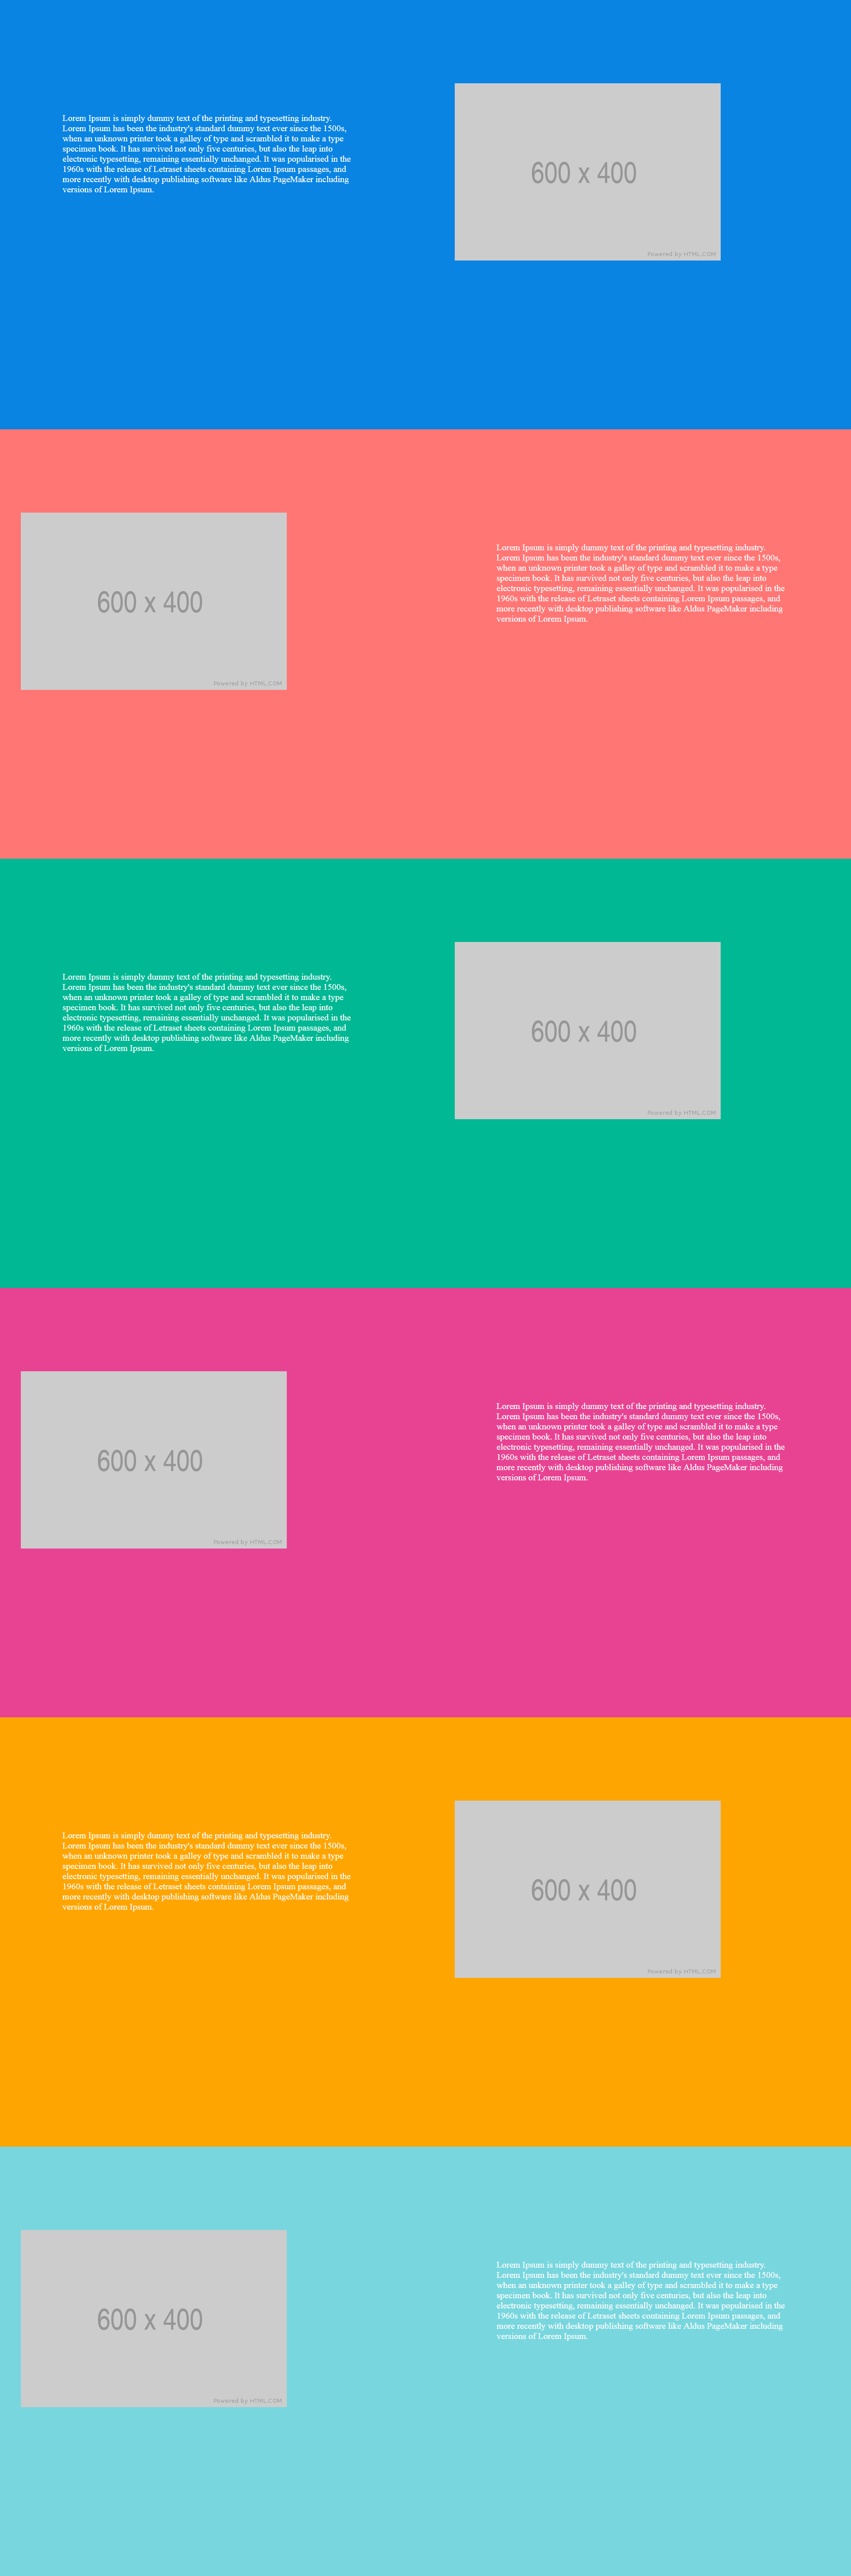 Lorem Ipsum is simply dummy text of the printing and typesetting industry.
Lorem Ipsum has been the industry's standard dummy text ever since the 1500s,
when an unknown printer took a galley of type and scrambled it to make a type
specimen book. It has survived not only five centuries, but also the leap into
electronic typesetting, remaining essentially unchanged. It was popularised in the
1960s with the release of Letraset sheets containing Lorem Ipsum passages, and
more recently with desktop publishing software like Aldus PageMaker including
versions of Lorem Ipsum.
600 x 400
Powered by HTML.COM
600 x 400
Powered by HTML.COM
Lorem Ipsum is simply dummy text of the printing and typesetting industry.
Lorem Ipsum has been the industry's standard dummy text ever since the 1500s,
when an unknown printer took a galley of type and scrambled it to make a type
specimen book. It has survived not only five centuries, but also the leap into
electronic typesetting, remaining essentially unchanged. It was popularised in the
1960s with the release of Letraset sheets containing Lorem Ipsum passages, and
more recently with desktop publishing software like Aldus PageMaker including
versions of Lorem Ipsum.
Lorem Ipsum is simply dummy text of the printing and typesetting industry.
Lorem Ipsum has been the industry's standard dummy text ever since the 1500s,
when an unknown printer took a galley of type and scrambled it to make a type
specimen book. It has survived not only five centuries, but also the leap into
electronic typesetting, remaining essentially unchanged. It was popularised in the
1960s with the release of Letraset sheets containing Lorem Ipsum passages, and
more recently with desktop publishing software like Aldus PageMaker including
versions of Lorem Ipsum.
600 x 400
Powered by HTML.COM
600 x 400
Powered by HTML.COM
Lorem Ipsum is simply dummy text of the printing and typesetting industry.
Lorem Ipsum has been the industry's standard dummy text ever since the 1500s,
when an unknown printer took a galley of type and scrambled it to make a type
specimen book. It has survived not only five centuries, but also the leap into
electronic typesetting, remaining essentially unchanged. It was popularised in the
1960s with the release of Letraset sheets containing Lorem Ipsum passages, and
more recently with desktop publishing software like Aldus PageMaker including
versions of Lorem Ipsum.
Lorem Ipsum is simply dummy text of the printing and typesetting industry.
Lorem Ipsum has been the industry's standard dummy text ever since the 1500s,
when an unknown printer took a galley of type and scrambled it to make a type
specimen book. It has survived not only five centuries, but also the leap into
electronic typesetting, remaining essentially unchanged. It was popularised in the
1960s with the release of Letraset sheets containing Lorem Ipsum passages, and
more recently with desktop publishing software like Aldus PageMaker including
versions of Lorem Ipsum.
600 x 400
Powered by HTML.COM
600 x 400
Powered by HTML.COM
Lorem Ipsum is simply dummy text of the printing and typesetting industry.
Lorem Ipsum has been the industry's standard dummy text ever since the 1500s,
when an unknown printer took a galley of type and scrambled it to make a type
specimen book. It has survived not only five centuries, but also the leap into
electronic typesetting, remaining essentially unchanged. It was popularised in the
1960s with the release of Letraset sheets containing Lorem Ipsum passages, and
more recently with desktop publishing software like Aldus PageMaker including
versions of Lorem Ipsum.